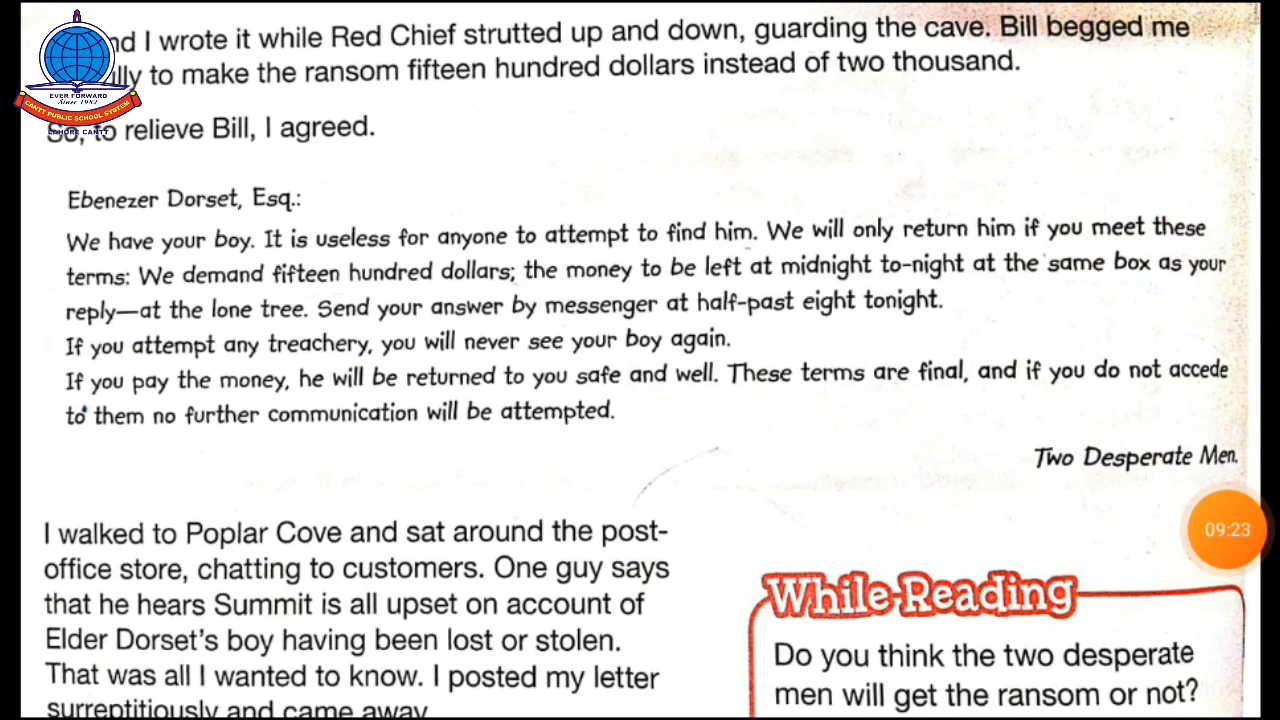 nd I wrote it while Red Chief strutted up and down, guarding the cave. Bill begged me
lly to make the ransom fifteen hundred dollars instead of two thousand.
EVER FORWARD
Since 1982
CANTT PUBLIC SCHOOL SYSTEM
LAHORE CANTT
So, to relieve Bill, I agreed.
Ebenezer Dorset, Esq.:
We have your boy. It is useless for anyone to attempt to find him. We will only return him if you meet these
terms: We demand fifteen hundred dollars; the money to be left at midnight to-night at the same box as your
reply—at the lone tree. Send your answer by messenger at half-past eight tonight.
If you attempt any treachery, you will never see your boy again.
If you pay the money, he will be returned to you safe and well. These terms are final, and if you do not accede
to them no further communication will be attempted.
Two Desperate Men.
09:23
I walked to Poplar Cove and sat around the post-
office store, chatting to customers. One guy says
that he hears Summit is all upset on account of
Elder Dorset's boy having been lost or stolen.
That was all I wanted to know. I posted my letter
surreptitiously and came away
While-Reading
Do you think the two desperate
men will get the ransom or not?